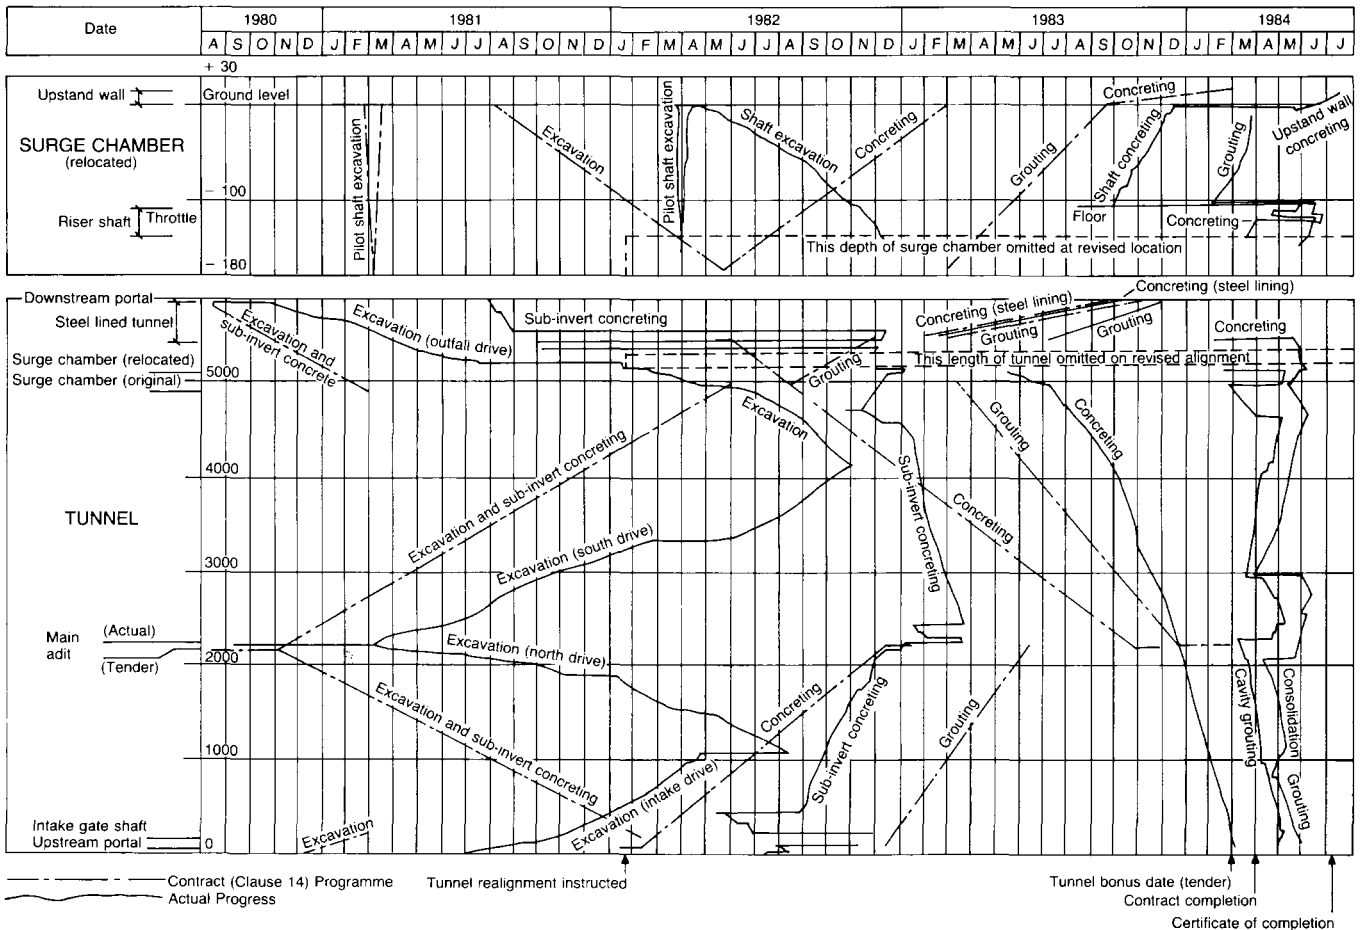 Date
1980
1981
1982
1983
1984
A S O N D J F M A M J J A S O N D J F M A M J J A S O N D J F M A M J J A S O N D J F M A M J J
+ 30
Upstand wall
Ground level
SURGE CHAMBER
(relocated)
- 100
Riser shaft
Throttle
- 180
Pilot shaft excavation
Excavation
Pilot shaft excavation
Shaft excavation
Concreting
Grouting
Concreting
Shaft concreting
Grouting
Upstand wall
concreting
Floor
Concreting
This depth of surge chamber omitted at revised location
Downstream portal
Steel lined tunnel
Surge chamber (relocated)
Surge chamber (original)
5000
4000
TUNNEL
3000
Main
adit
(Actual)
(Tender)
2000
1000
Intake gate shaft
Upstream portal
0
Excavation and
sub-invert concrete
Excavation (outfall drive)
Sub-invert concreting
Concreting (steel lining)
Concreting (steel lining)
Grouting
Grouting
Concreting
This length of tunnel omitted on revised alignment
Grouting
Excavation
Excavation and sub-invert concreting
Excavation (south drive)
Sub-invert concreting
Concreting
Grouting
Concreting
Excavation (north drive)
Excavation and sub-invert concreting
Concreting
Sub-invert concreting
Grouting
Cavity grouting
Consolidation
Grouting
Excavation
Excavation (intake drive)
Contract (Clause 14) Programme
Actual Progress
Tunnel realignment instructed
Tunnel bonus date (tender)
Contract completion
Certificate of completion